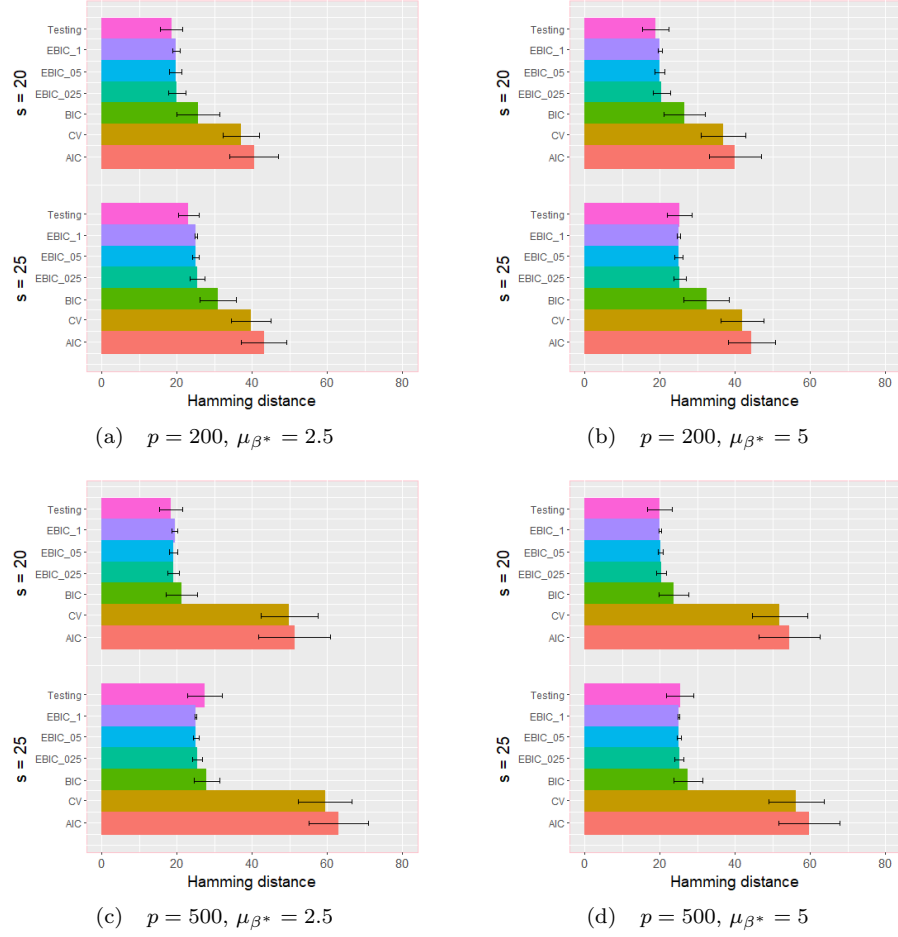 s = 20
Testing
EBIC_1
EBIC_05
EBIC_025
BIC
CV
AIC
s = 25
Testing
EBIC_1
EBIC_05
EBIC_025
BIC
CV
AIC
0 20 40 60 80
Hamming distance
(a) p = 200, μβ* = 2.5
s = 20
Testing
EBIC_1
EBIC_05
EBIC_025
BIC
CV
AIC
s = 25
Testing
EBIC_1
EBIC_05
EBIC_025
BIC
CV
AIC
0 20 40 60 80
Hamming distance
(b) p = 200, μβ* = 5
s = 20
Testing
EBIC_1
EBIC_05
EBIC_025
BIC
CV
AIC
s = 25
Testing
EBIC_1
EBIC_05
EBIC_025
BIC
CV
AIC
0 20 40 60 80
Hamming distance
(c) p = 500, μβ* = 2.5
s = 20
Testing
EBIC_1
EBIC_05
EBIC_025
BIC
CV
AIC
s = 25
Testing
EBIC_1
EBIC_05
EBIC_025
BIC
CV
AIC
0 20 40 60 80
Hamming distance
(d) p = 500, μβ* = 5